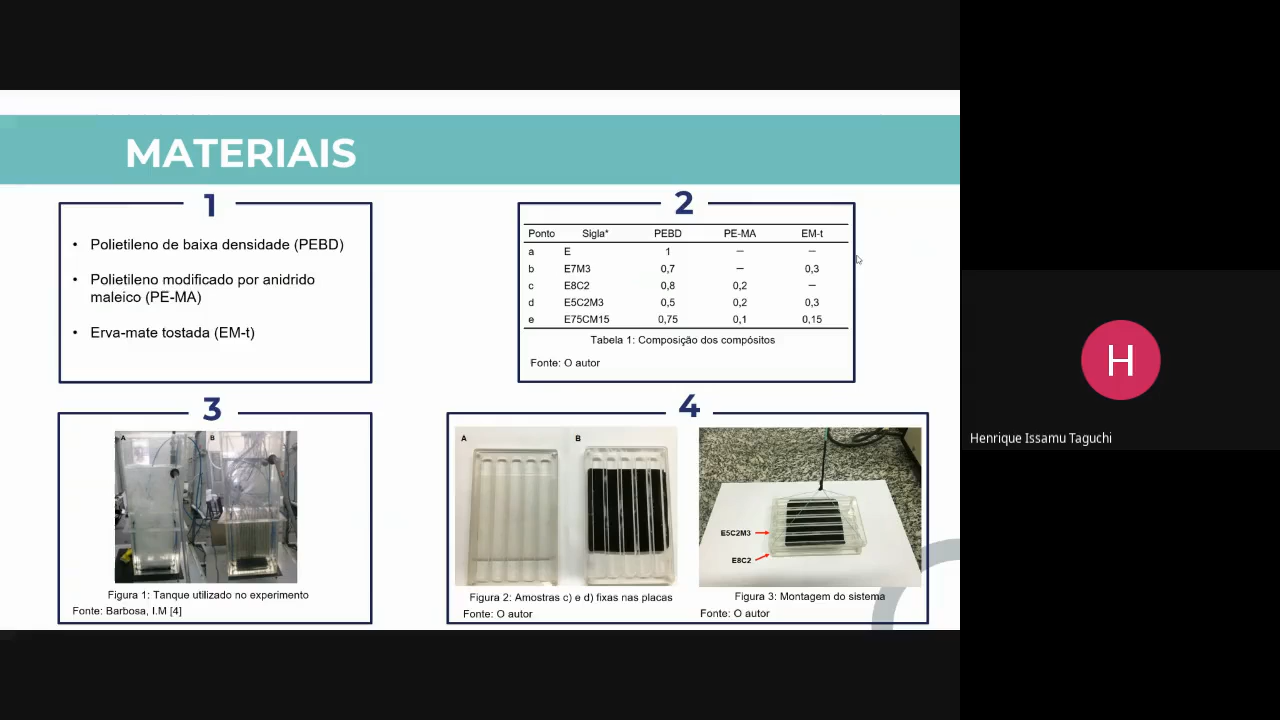 MATERIAIS
1
• Polietileno de baixa densidade (PEBD)
• Polietileno modificado por anidrido
maleico (PE-MA)
• Erva-mate tostada (EM-t)
2
Ponto Sigla* PEBD PE-MA EM-t
a E 1 – –
b E7M3 0,7 – 0,3
c E8C2 0,8 0,2 –
d E5C2M3 0,5 0,2 0,3
e E75CM15 0,75 0,1 0,15
Tabela 1: Composição dos compósitos
Fonte: O autor
3
A B
Figura 1: Tanque utilizado no experimento
Fonte: Barbosa, I.M [4]
4
A B
E5C2M3
E8C2
Figura 2: Amostras c) e d) fixas nas placas
Fonte: O autor
Figura 3: Montagem do sistema
Fonte: O autor
H
Henrique Issamu Taguchi